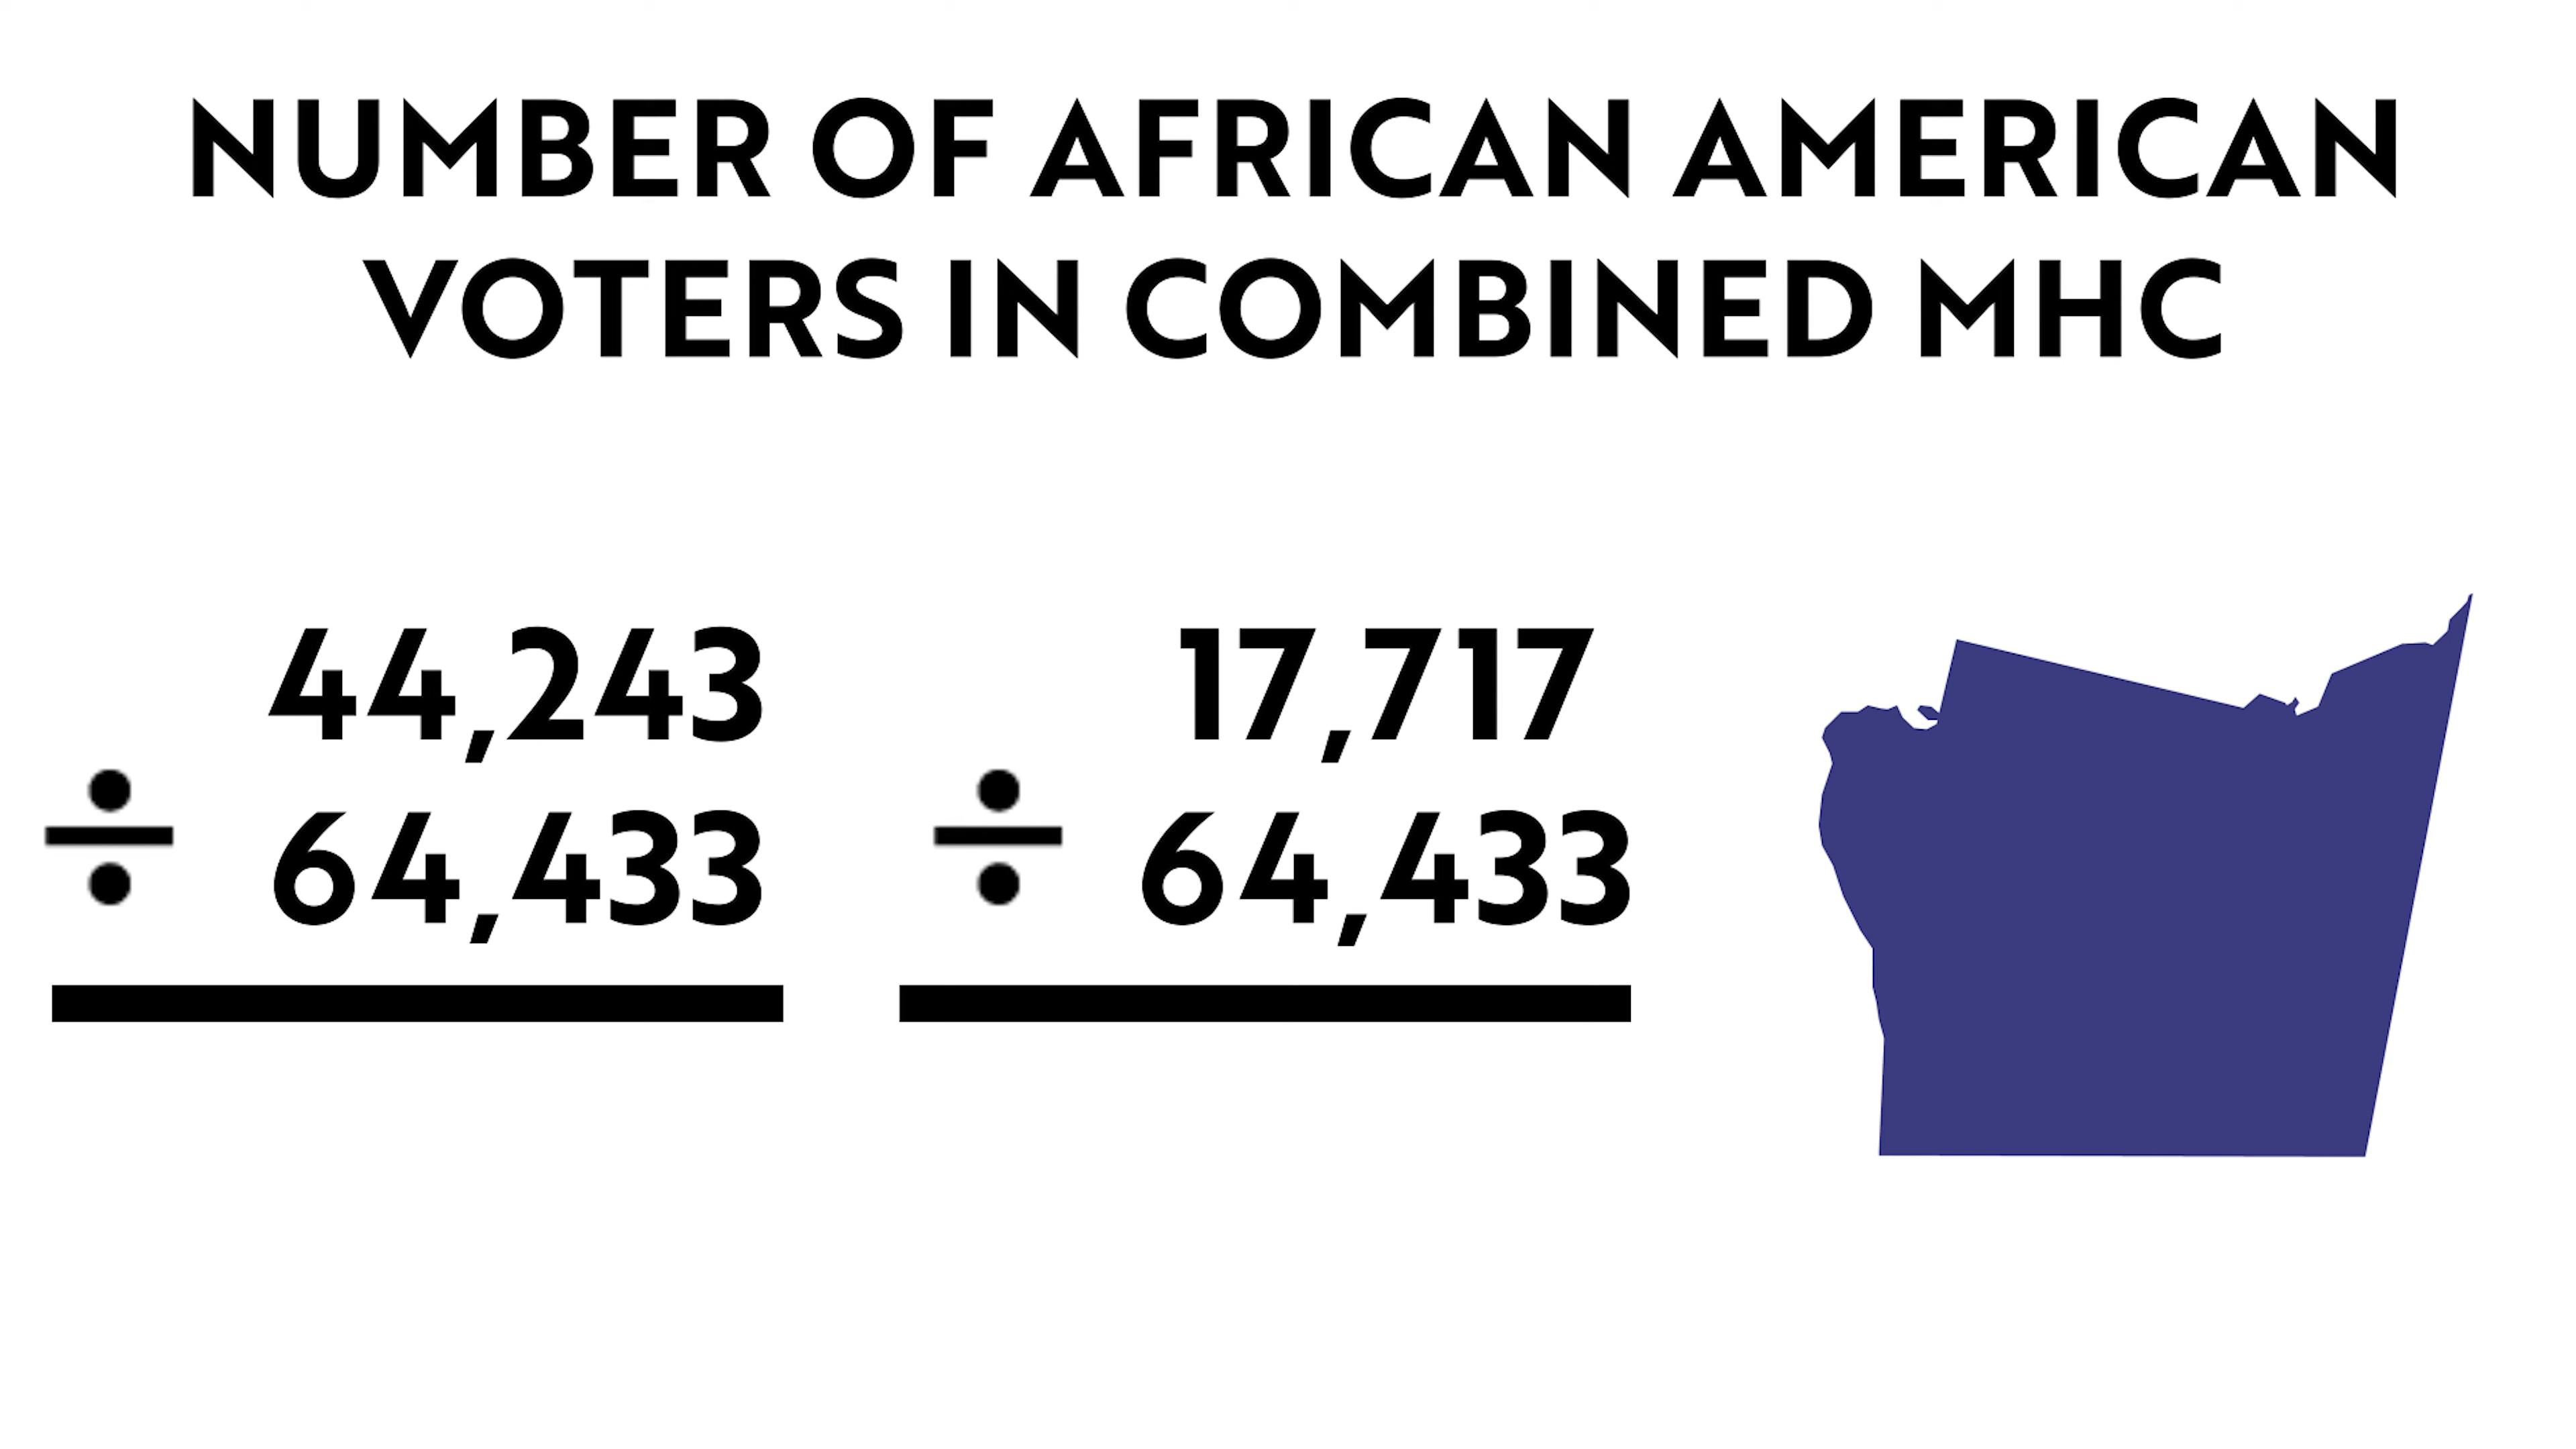 NUMBER OF AFRICAN AMERICAN
VOTERS IN COMBINED MHC
44,243
÷ 64,433
17,717
÷ 64,433